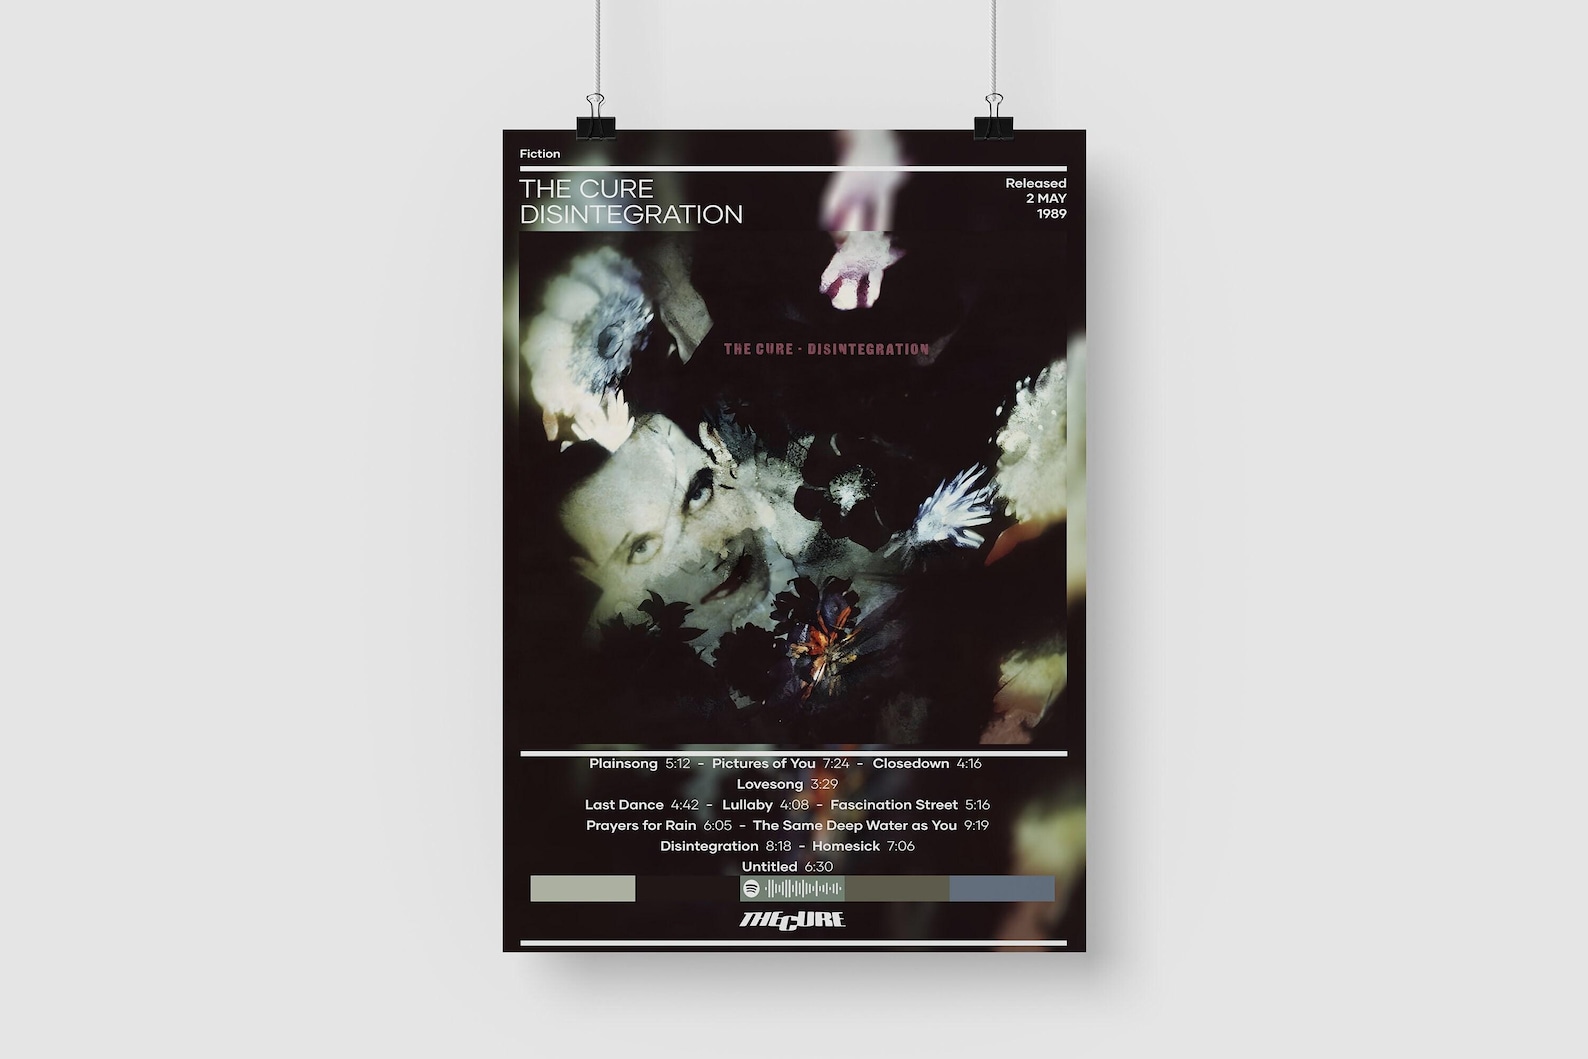 Fiction
THE CURE
DISINTEGRATION
Released
2 MAY
1989
THE CURE - DISINTEGRATION
Plainsong 5:12 - Pictures of You 7:24 - Closedown 4:16
Lovesong 3:29
Last Dance 4:42 - Lullaby 4:08 - Fascination Street 5:16
Prayers for Rain 6:05 - The Same Deep Water as You 9:19
Disintegration 8:18 - Homesick 7:06
Untitled 6:30
THE CURE